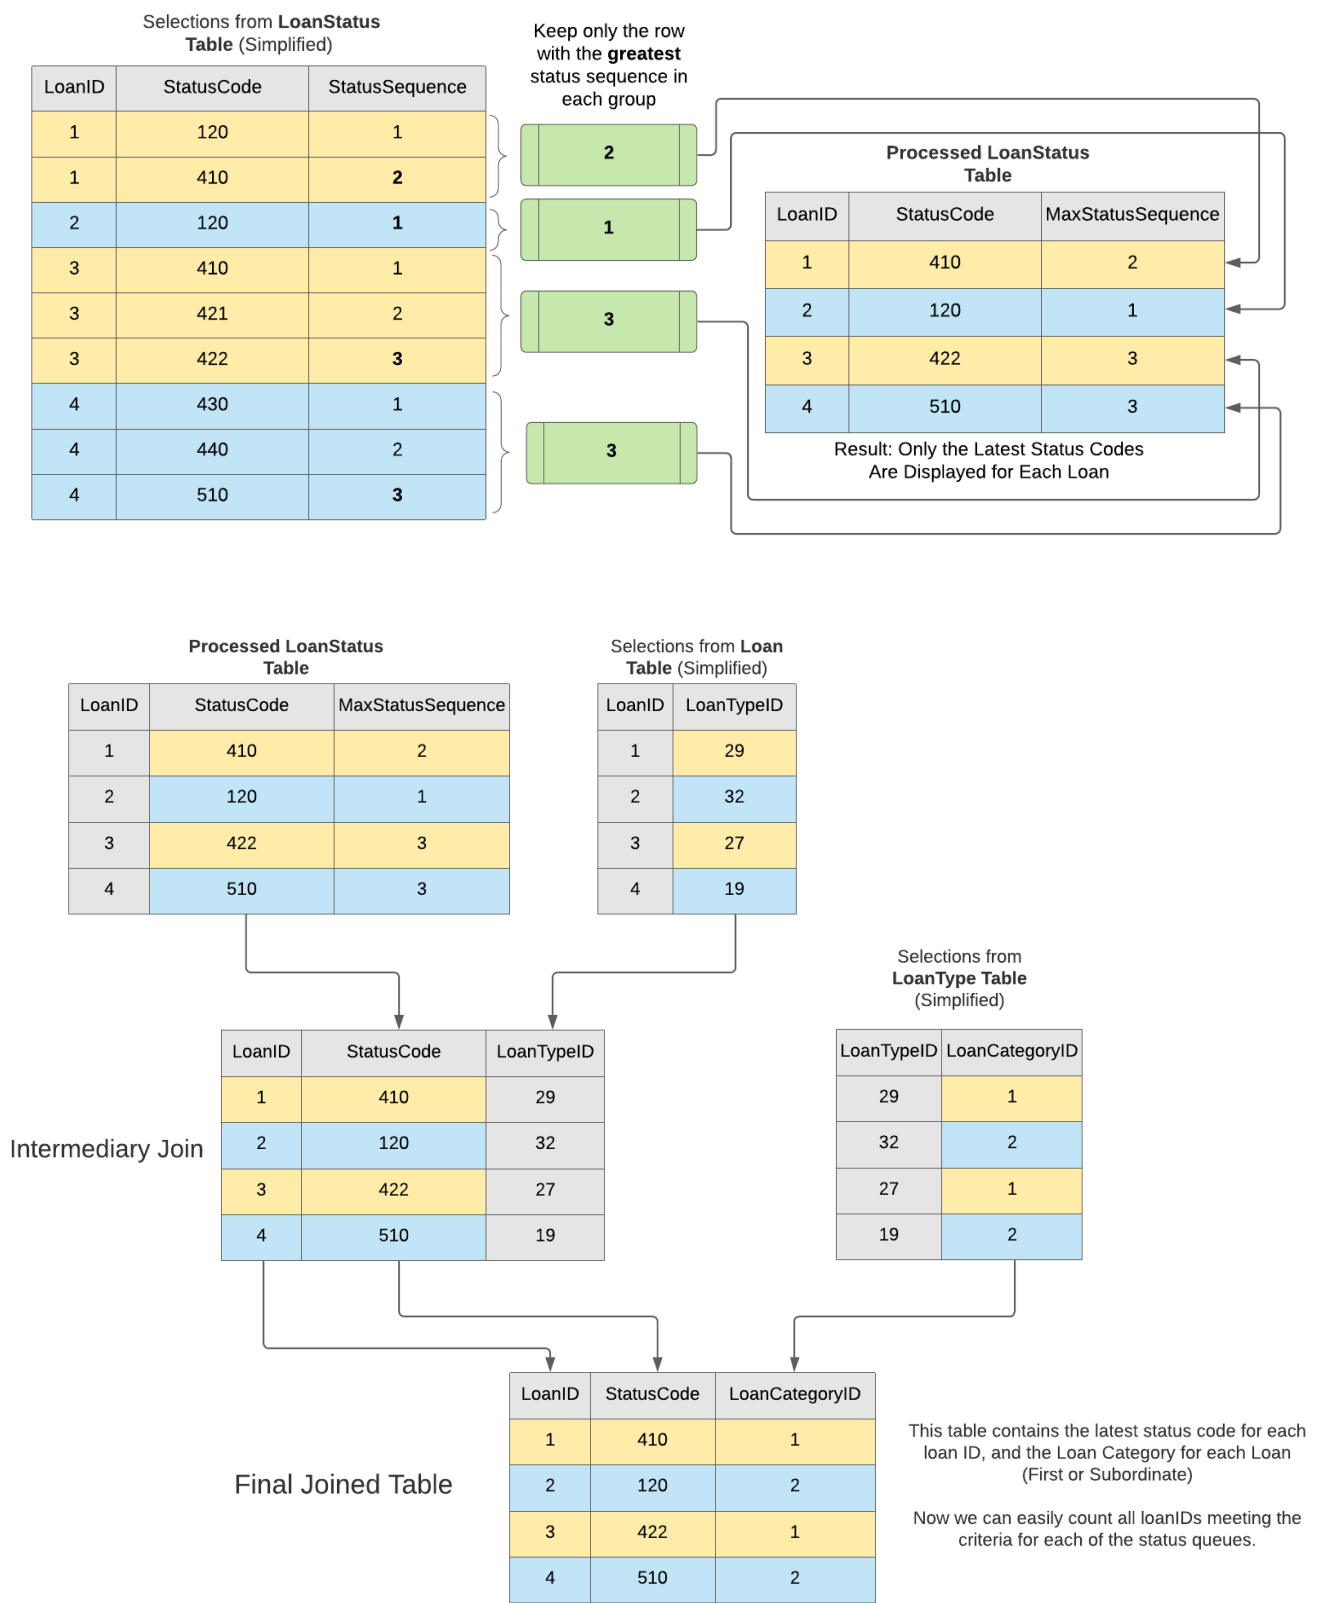 Selections from LoanStatus
Table (Simplified)
LoanID StatusCode StatusSequence
1 120 1
1 410 2
2 120 1
3 410 1
3 421 2
3 422 3
4 430 1
4 440 2
4 510 3
Keep only the row
with the greatest
status sequence in
each group
2
1
3
3
Processed LoanStatus
Table
LoanID StatusCode MaxStatusSequence
1 410 2
2 120 1
3 422 3
4 510 3
Result: Only the Latest Status Codes
Are Displayed for Each Loan
Processed LoanStatus
Table
LoanID StatusCode MaxStatusSequence
1 410 2
2 120 1
3 422 3
4 510 3
Selections from Loan
Table (Simplified)
LoanID LoanTypeID
1 29
2 32
3 27
4 19
Intermediary Join
LoanID StatusCode LoanTypeID
1 410 29
2 120 32
3 422 27
4 510 19
Selections from
LoanType Table
(Simplified)
LoanTypeID LoanCategoryID
29 1
32 2
27 1
19 2
Final Joined Table
LoanID StatusCode LoanCategoryID
1 410 1
2 120 2
3 422 1
4 510 2
This table contains the latest status code for each
loan ID, and the Loan Category for each Loan
(First or Subordinate)
Now we can easily count all loanIDs meeting the
criteria for each of the status queues.